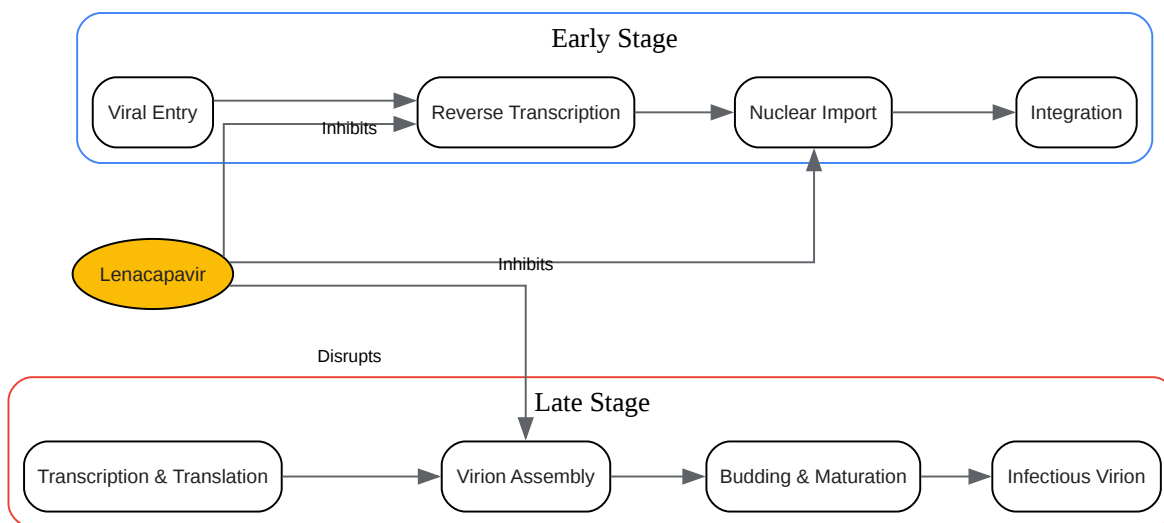 Early Stage
Viral Entry
Reverse Transcription
Nuclear Import
Integration
Inhibits
Lenacapavir
Inhibits
Disrupts
Late Stage
Transcription & Translation
Virion Assembly
Budding & Maturation
Infectious Virion